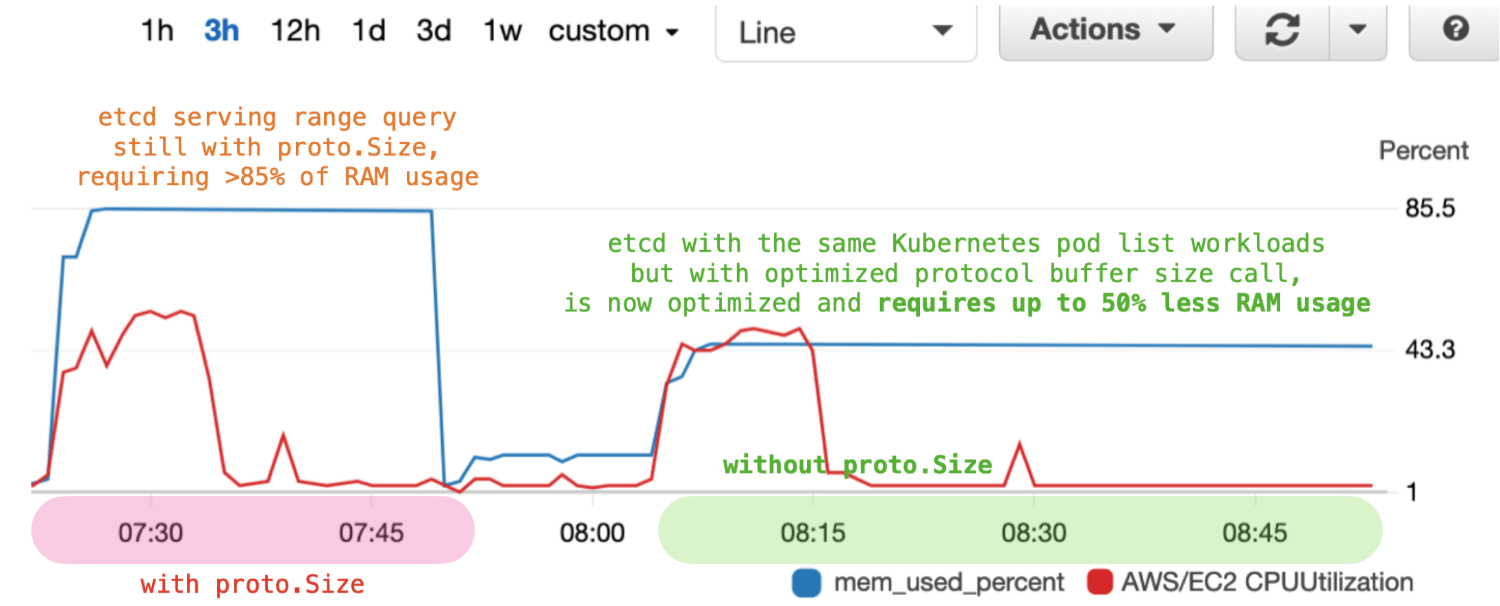 1h 3h 12h 1d 3d 1w custom Line Actions ?
etcd serving range query
still with proto.Size,
requiring >85% of RAM usage
Percent
85.5
etcd with the same Kubernetes pod list workloads
but with optimized protocol buffer size call,
is now optimized and requires up to 50% less RAM usage
43.3
without proto.Size
1
07:30 07:45 08:00 08:15 08:30 08:45
with proto.Size
mem_used_percent AWS/EC2 CPUUtilization